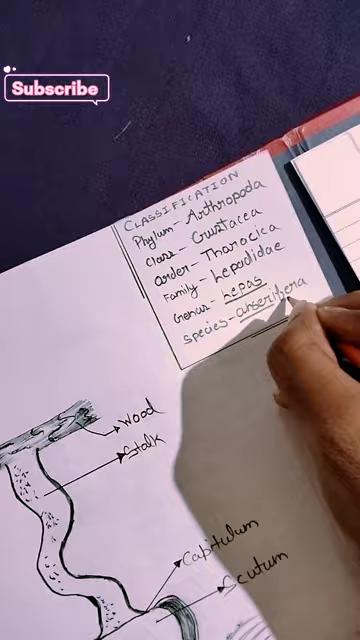 Subscribe
CLASSIFICATION
Phylum - Arthropoda
Class - Crustacea
Order - Thoracica
Family - Lepadidae
Genus - Lepas
Species - anserifera
Wood
Stalk
Capitulum
Scutum